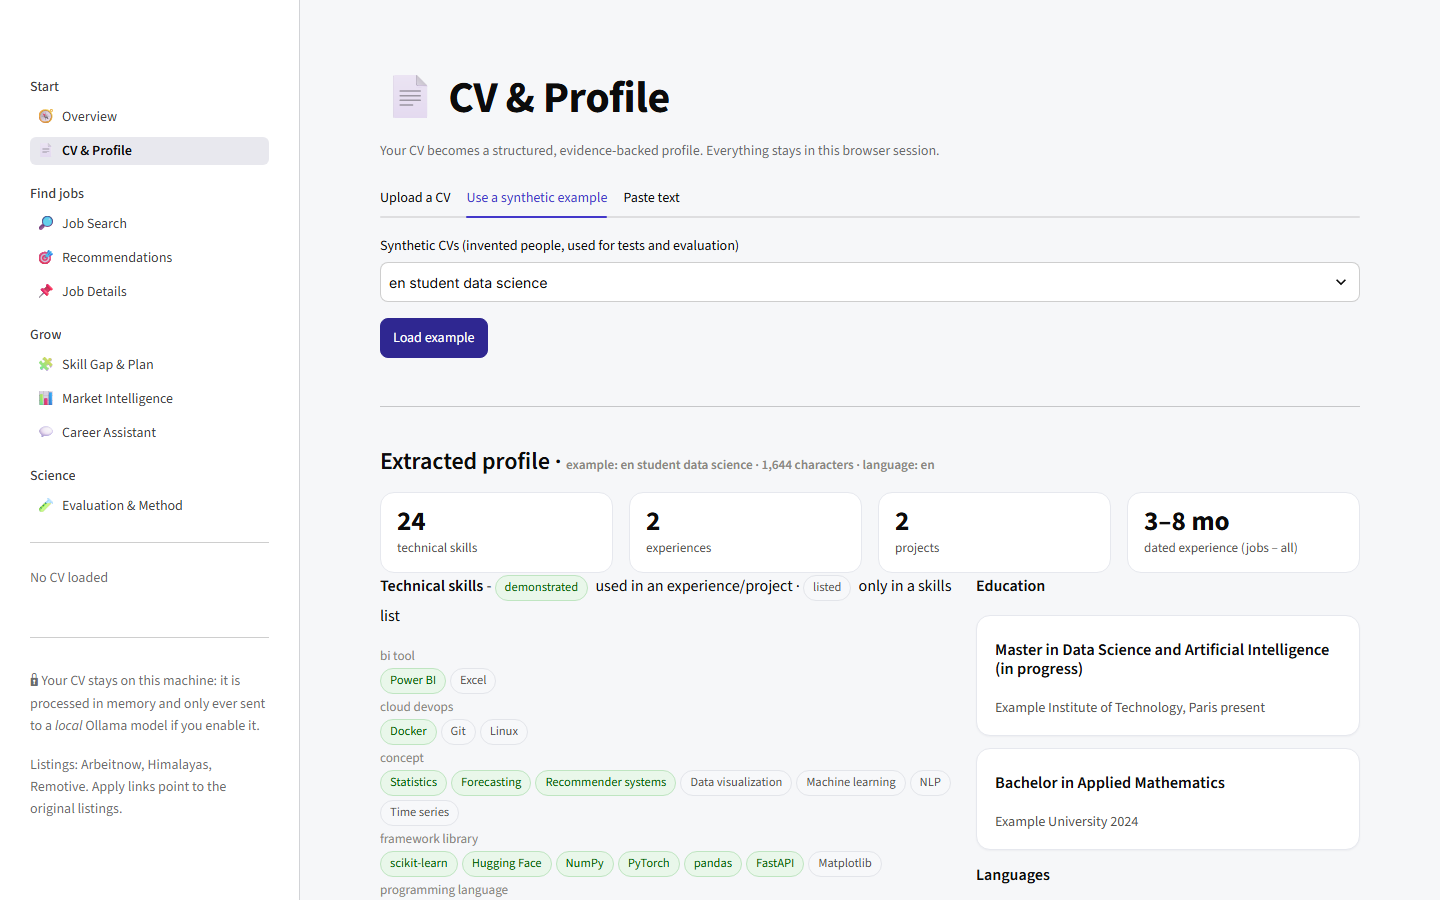 Start
Overview
CV & Profile
Find jobs
Job Search
Recommendations
Job Details
Grow
Skill Gap & Plan
Market Intelligence
Career Assistant
Science
Evaluation & Method
No CV loaded
Your CV stays on this machine: it is
processed in memory and only ever sent
to a local Ollama model if you enable it.
Listings: Arbeitnow, Himalayas,
Remotive. Apply links point to the
original listings.
CV & Profile
Your CV becomes a structured, evidence-backed profile. Everything stays in this browser session.
Upload a CV Use a synthetic example Paste text
Synthetic CVs (invented people, used for tests and evaluation)
en student data science
Load example
Extracted profile · example: en student data science · 1,644 characters · language: en
24
technical skills
2
experiences
2
projects
3–8 mo
dated experience (jobs – all)
Technical skills - demonstrated used in an experience/project · listed only in a skills
list
bi tool
Power BI Excel
cloud devops
Docker Git Linux
concept
Statistics Forecasting Recommender systems Data visualization Machine learning NLP
Time series
framework library
scikit-learn Hugging Face NumPy PyTorch pandas FastAPI Matplotlib
programming language
Education
Master in Data Science and Artificial Intelligence
(in progress)
Example Institute of Technology, Paris present
Bachelor in Applied Mathematics
Example University 2024
Languages